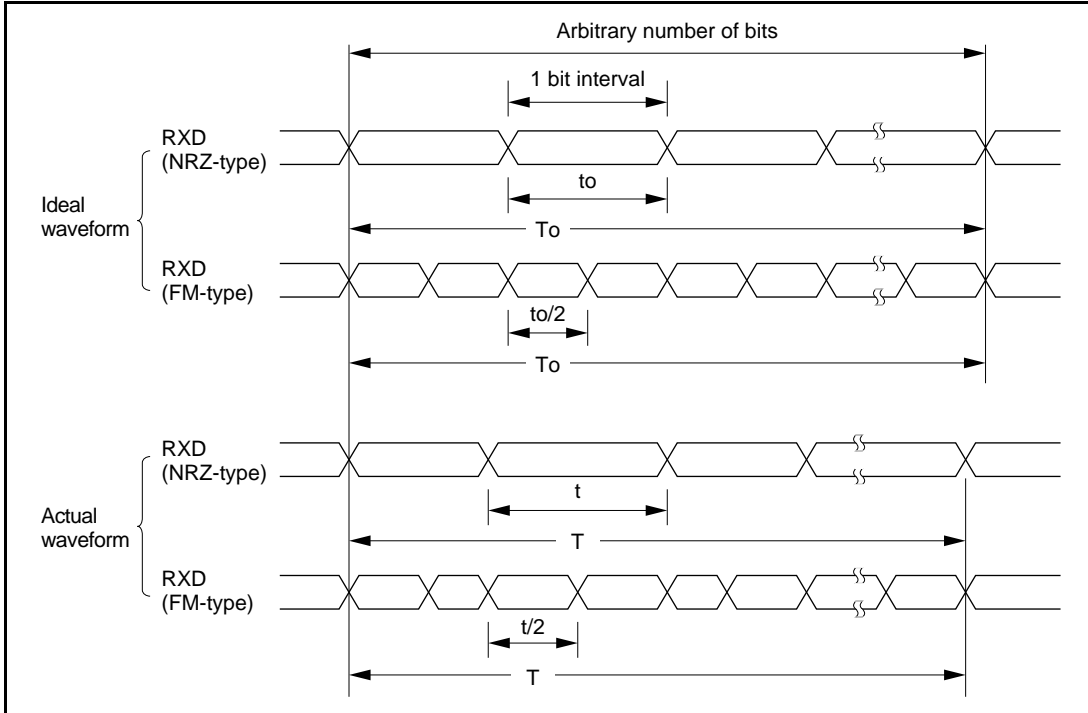 Arbitrary number of bits
1 bit interval
RXD
(NRZ-type)
to
Ideal
waveform
To
RXD
(FM-type)
to/2
To
RXD
(NRZ-type)
t
Actual
waveform
T
RXD
(FM-type)
t/2
T